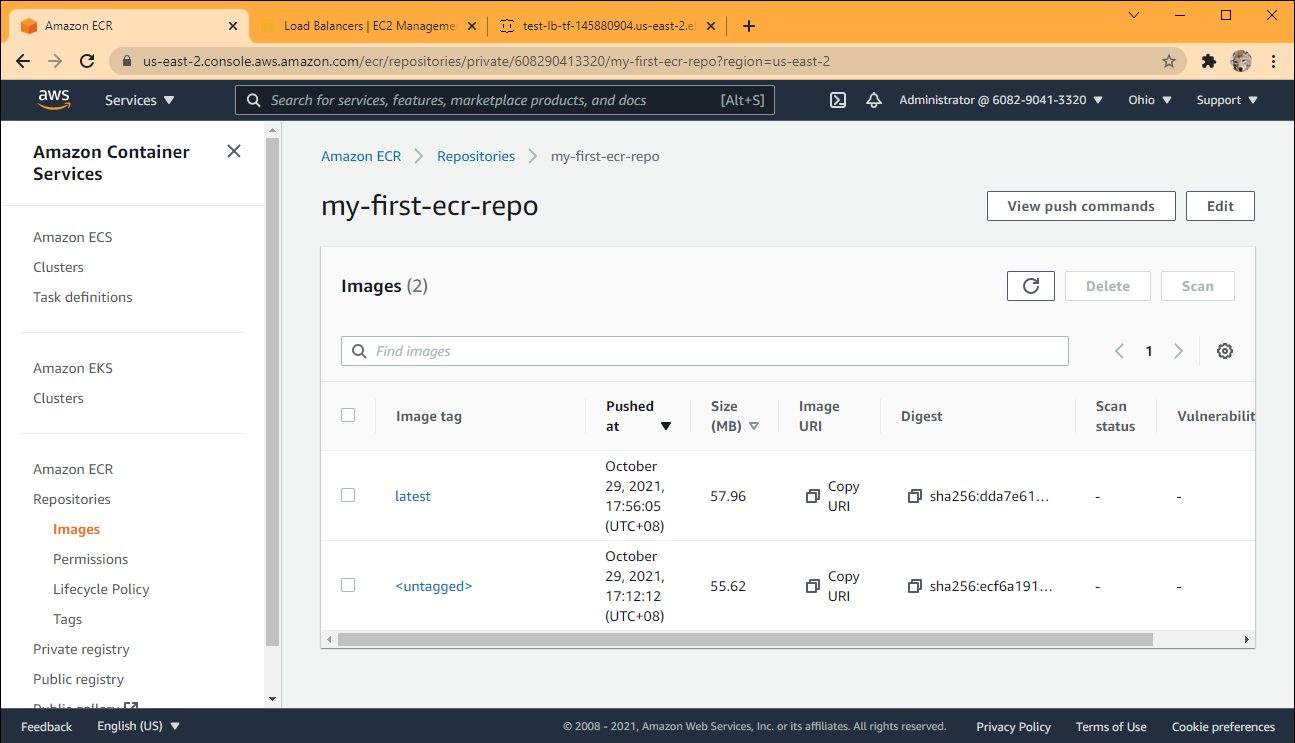 Amazon ECR
Load Balancers | EC2 Manageme
test-lb-tf-145880904.us-east-2.el
us-east-2.console.aws.amazon.com/ecr/repositories/private/608290413320/my-first-ecr-repo?region=us-east-2
aws
Services
Search for services, features, marketplace products, and docs
[Alt+S]
Administrator @ 6082-9041-3320
Ohio
Support
Amazon Container
Services
Amazon ECS
Clusters
Task definitions
Amazon EKS
Clusters
Amazon ECR
Repositories
Images
Permissions
Lifecycle Policy
Tags
Private registry
Public registry
Public gallery
Amazon ECR
Repositories
my-first-ecr-repo
my-first-ecr-repo
View push commands
Edit
Images (2)
Delete
Scan
Find images
1
Image tag
Pushed
at
Size
(MB)
Image
URI
Digest
Scan
status
Vulnerabilit
latest
October
29, 2021,
17:56:05
(UTC+08)
57.96
Copy
URI
sha256:dda7e61...
-
-
<untagged>
October
29, 2021,
17:12:12
(UTC+08)
55.62
Copy
URI
sha256:ecf6a191...
-
-
Feedback
English (US)
© 2008 - 2021, Amazon Web Services, Inc. or its affiliates. All rights reserved.
Privacy Policy
Terms of Use
Cookie preferences